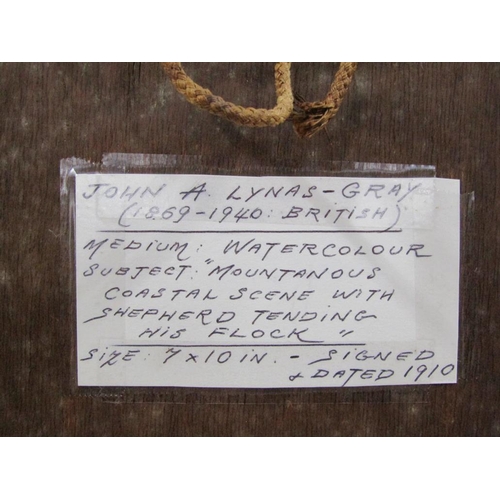 JOHN A. LYNAS-GRAY
(1869-1940: BRITISH)
MEDIUM: WATERCOLOUR
SUBJECT: "MOUNTANOUS
COASTAL SCENE WITH
SHEPHERD TENDING
HIS FLOCK"
SIZE: 7 x 10 IN. - SIGNED
+ DATED 1910